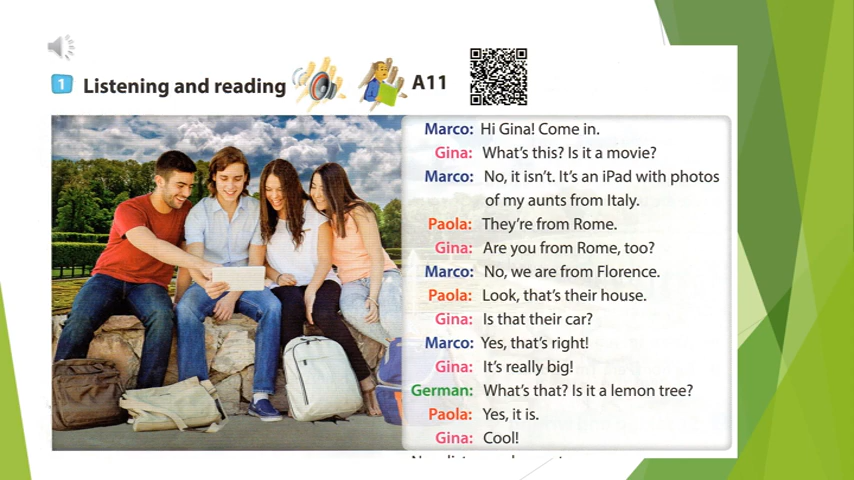 1 Listening and reading A11
Marco: Hi Gina! Come in.
Gina: What's this? Is it a movie?
Marco: No, it isn't. It's an iPad with photos
of my aunts from Italy.
Paola: They're from Rome.
Gina: Are you from Rome, too?
Marco: No, we are from Florence.
Paola: Look, that's their house.
Gina: Is that their car?
Marco: Yes, that's right!
Gina: It's really big!
German: What's that? Is it a lemon tree?
Paola: Yes, it is.
Gina: Cool!